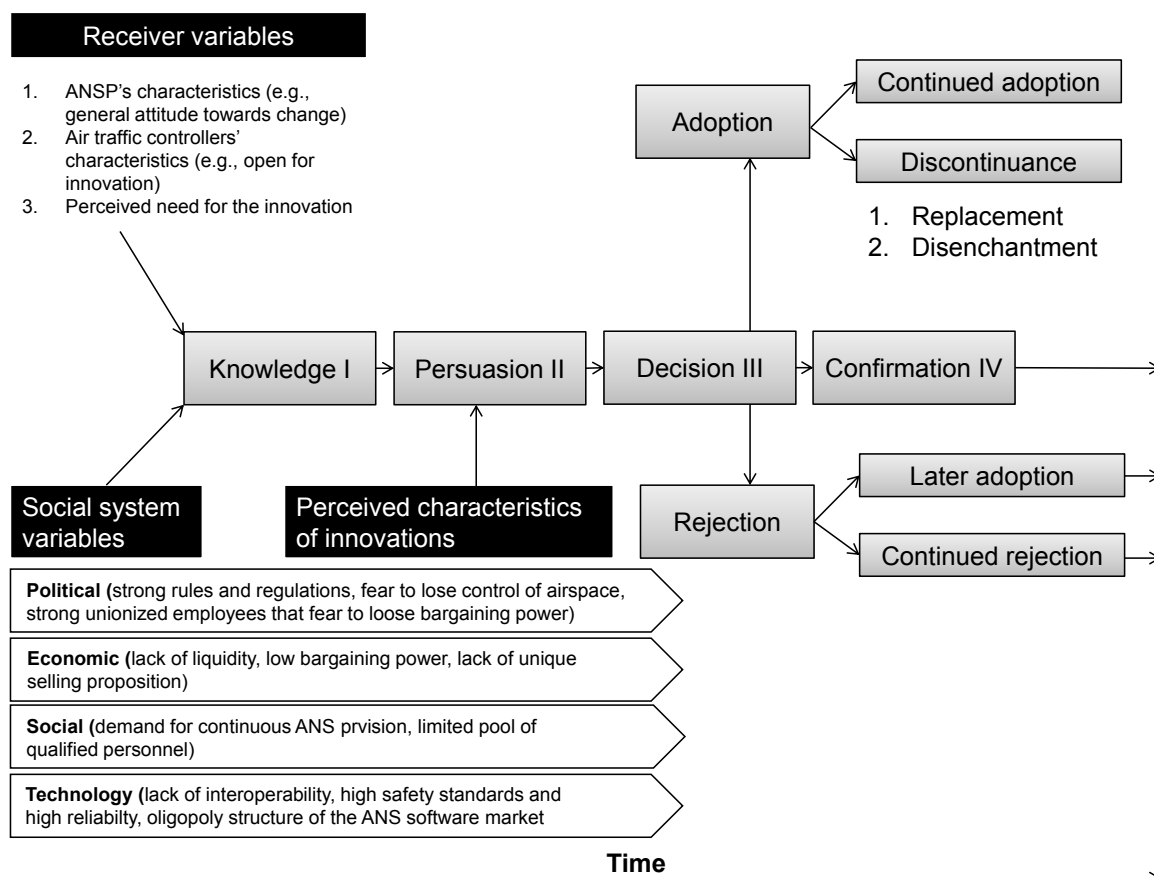 Receiver variables
1. ANSP's characteristics (e.g.,
general attitude towards change)
2. Air traffic controllers'
characteristics (e.g., open for
innovation)
3. Perceived need for the innovation
Adoption
Continued adoption
Discontinuance
1. Replacement
2. Disenchantment
Knowledge I
Persuasion II
Decision III
Confirmation IV
Social system
variables
Perceived characteristics
of innovations
Rejection
Later adoption
Continued rejection
Political (strong rules and regulations, fear to lose control of airspace,
strong unionized employees that fear to loose bargaining power)
Economic (lack of liquidity, low bargaining power, lack of unique
selling proposition)
Social (demand for continuous ANS prvision, limited pool of
qualified personnel)
Technology (lack of interoperability, high safety standards and
high reliabilty, oligopoly structure of the ANS software market
Time